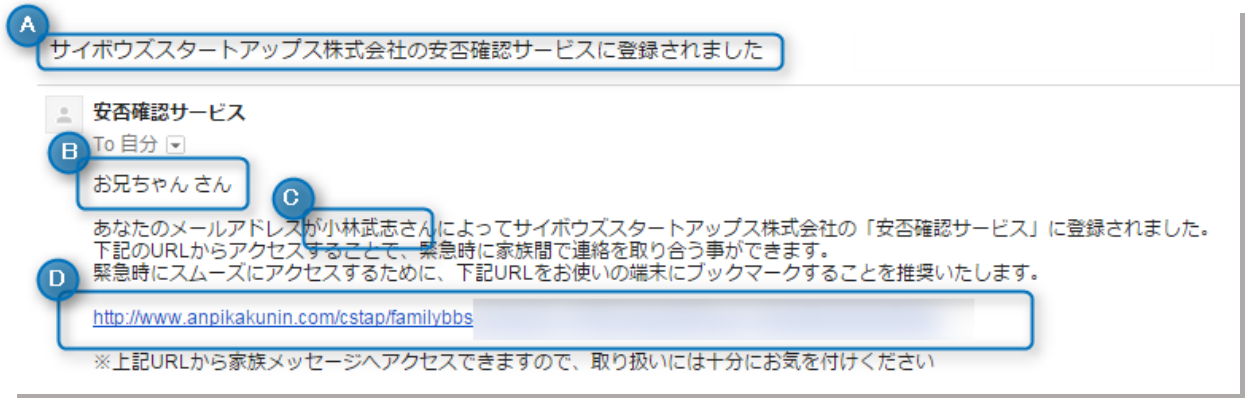 A
サイボウズスタートアップス株式会社の安否確認サービスに登録されました
安否確認サービス
To 自分
B
お兄ちゃん さん
C
あなたのメールアドレスが小林武志さんによってサイボウズスタートアップス株式会社の「安否確認サービス」に登録されました。
下記のURLからアクセスすることで、緊急時に家族間で連絡を取り合う事ができます。
緊急時にスムーズにアクセスするために、下記URLをお使いの端末にブックマークすることを推奨いたします。
D
http://www.anpikakunin.com/cstap/familybbs
※上記URLから家族メッセージへアクセスできますので、取り扱いには十分にお気を付けください